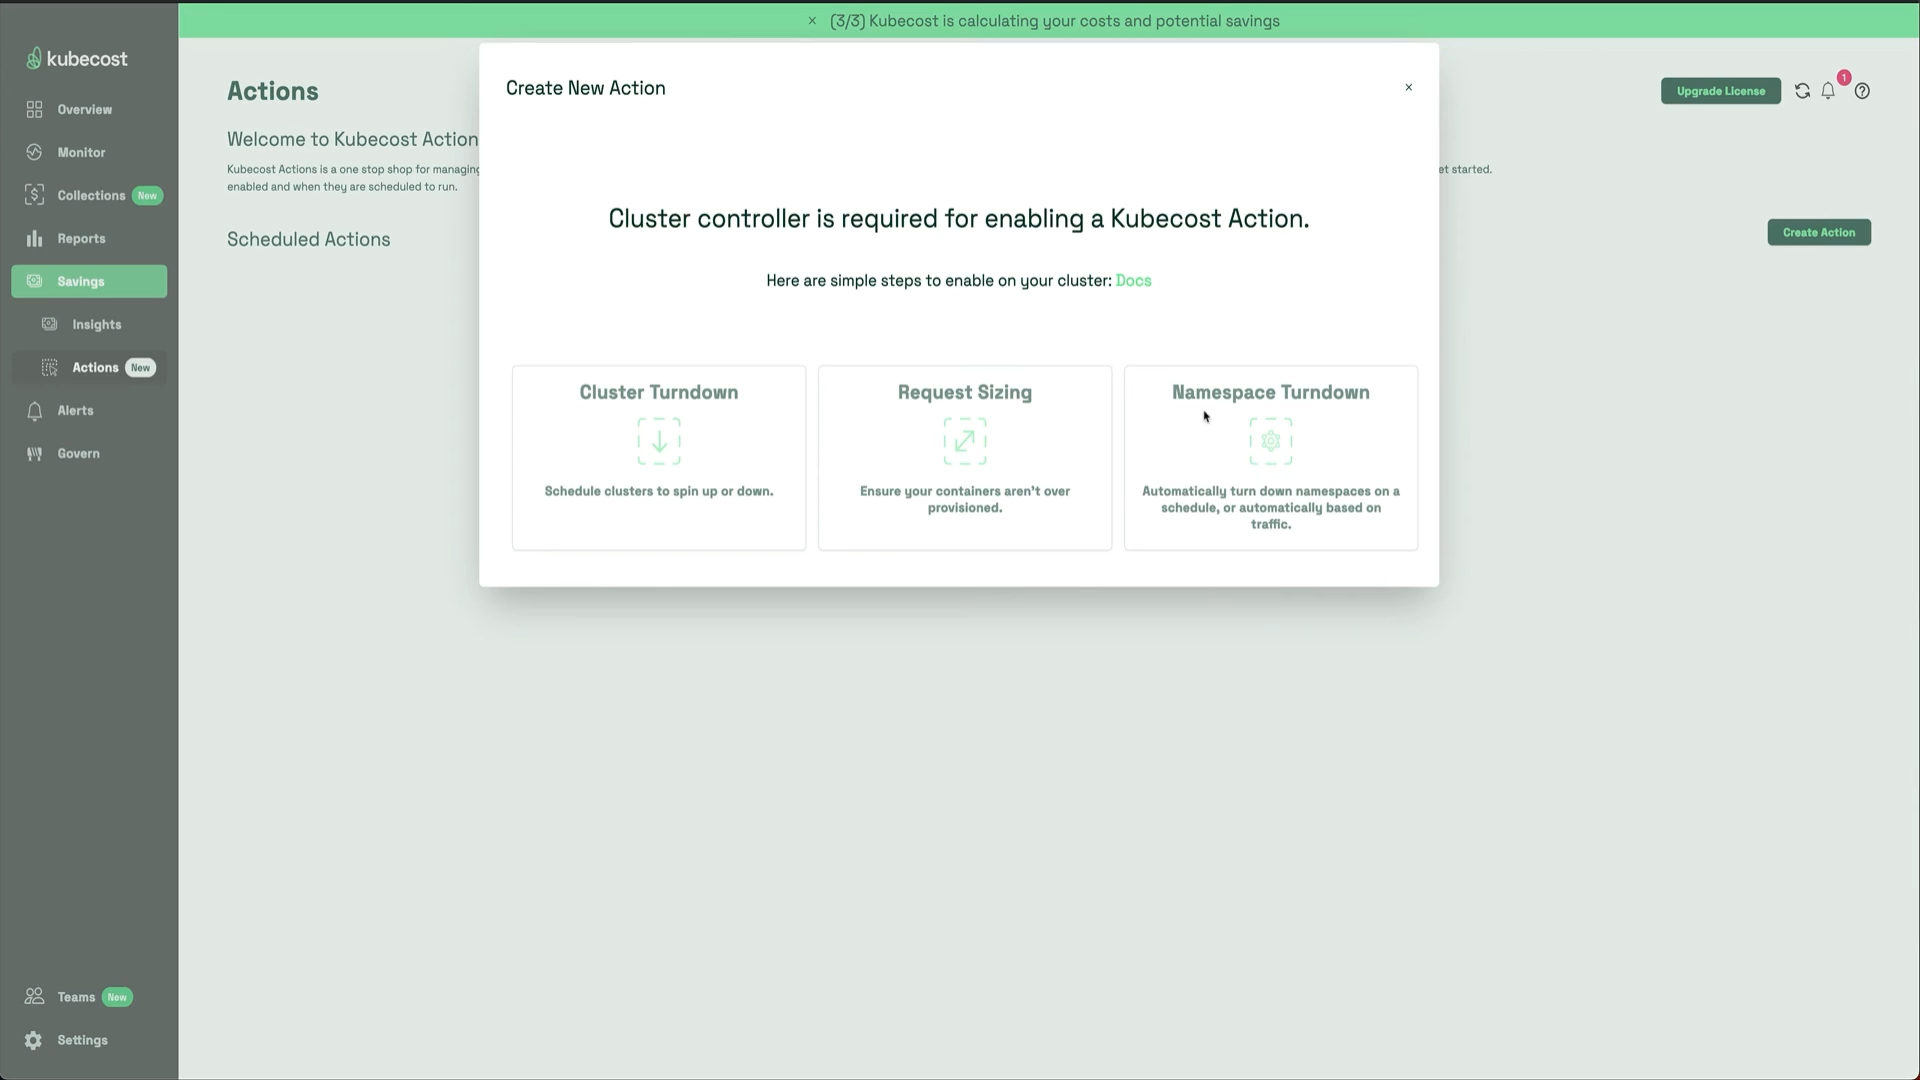 (3/3) Kubecost is calculating your costs and potential savings
kubecost
Overview
Monitor
Collections New
Reports
Savings
Insights
Actions New
Alerts
Govern
Teams New
Settings
Actions
Upgrade License
1
Welcome to Kubecost Action
Kubecost Actions is a one stop shop for managing
et started.
enabled and when they are scheduled to run.
Scheduled Actions
Create Action
Create New Action
Cluster controller is required for enabling a Kubecost Action.
Here are simple steps to enable on your cluster: Docs
Cluster Turndown
Schedule clusters to spin up or down.
Request Sizing
Ensure your containers aren't over
provisioned.
Namespace Turndown
Automatically turn down namespaces on a
schedule, or automatically based on
traffic.